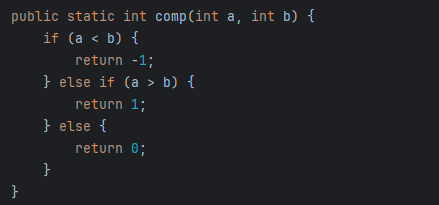 public static int comp(int a, int b) {
    if (a < b) {
        return -1;
    } else if (a > b) {
        return 1;
    } else {
        return 0;
    }
}